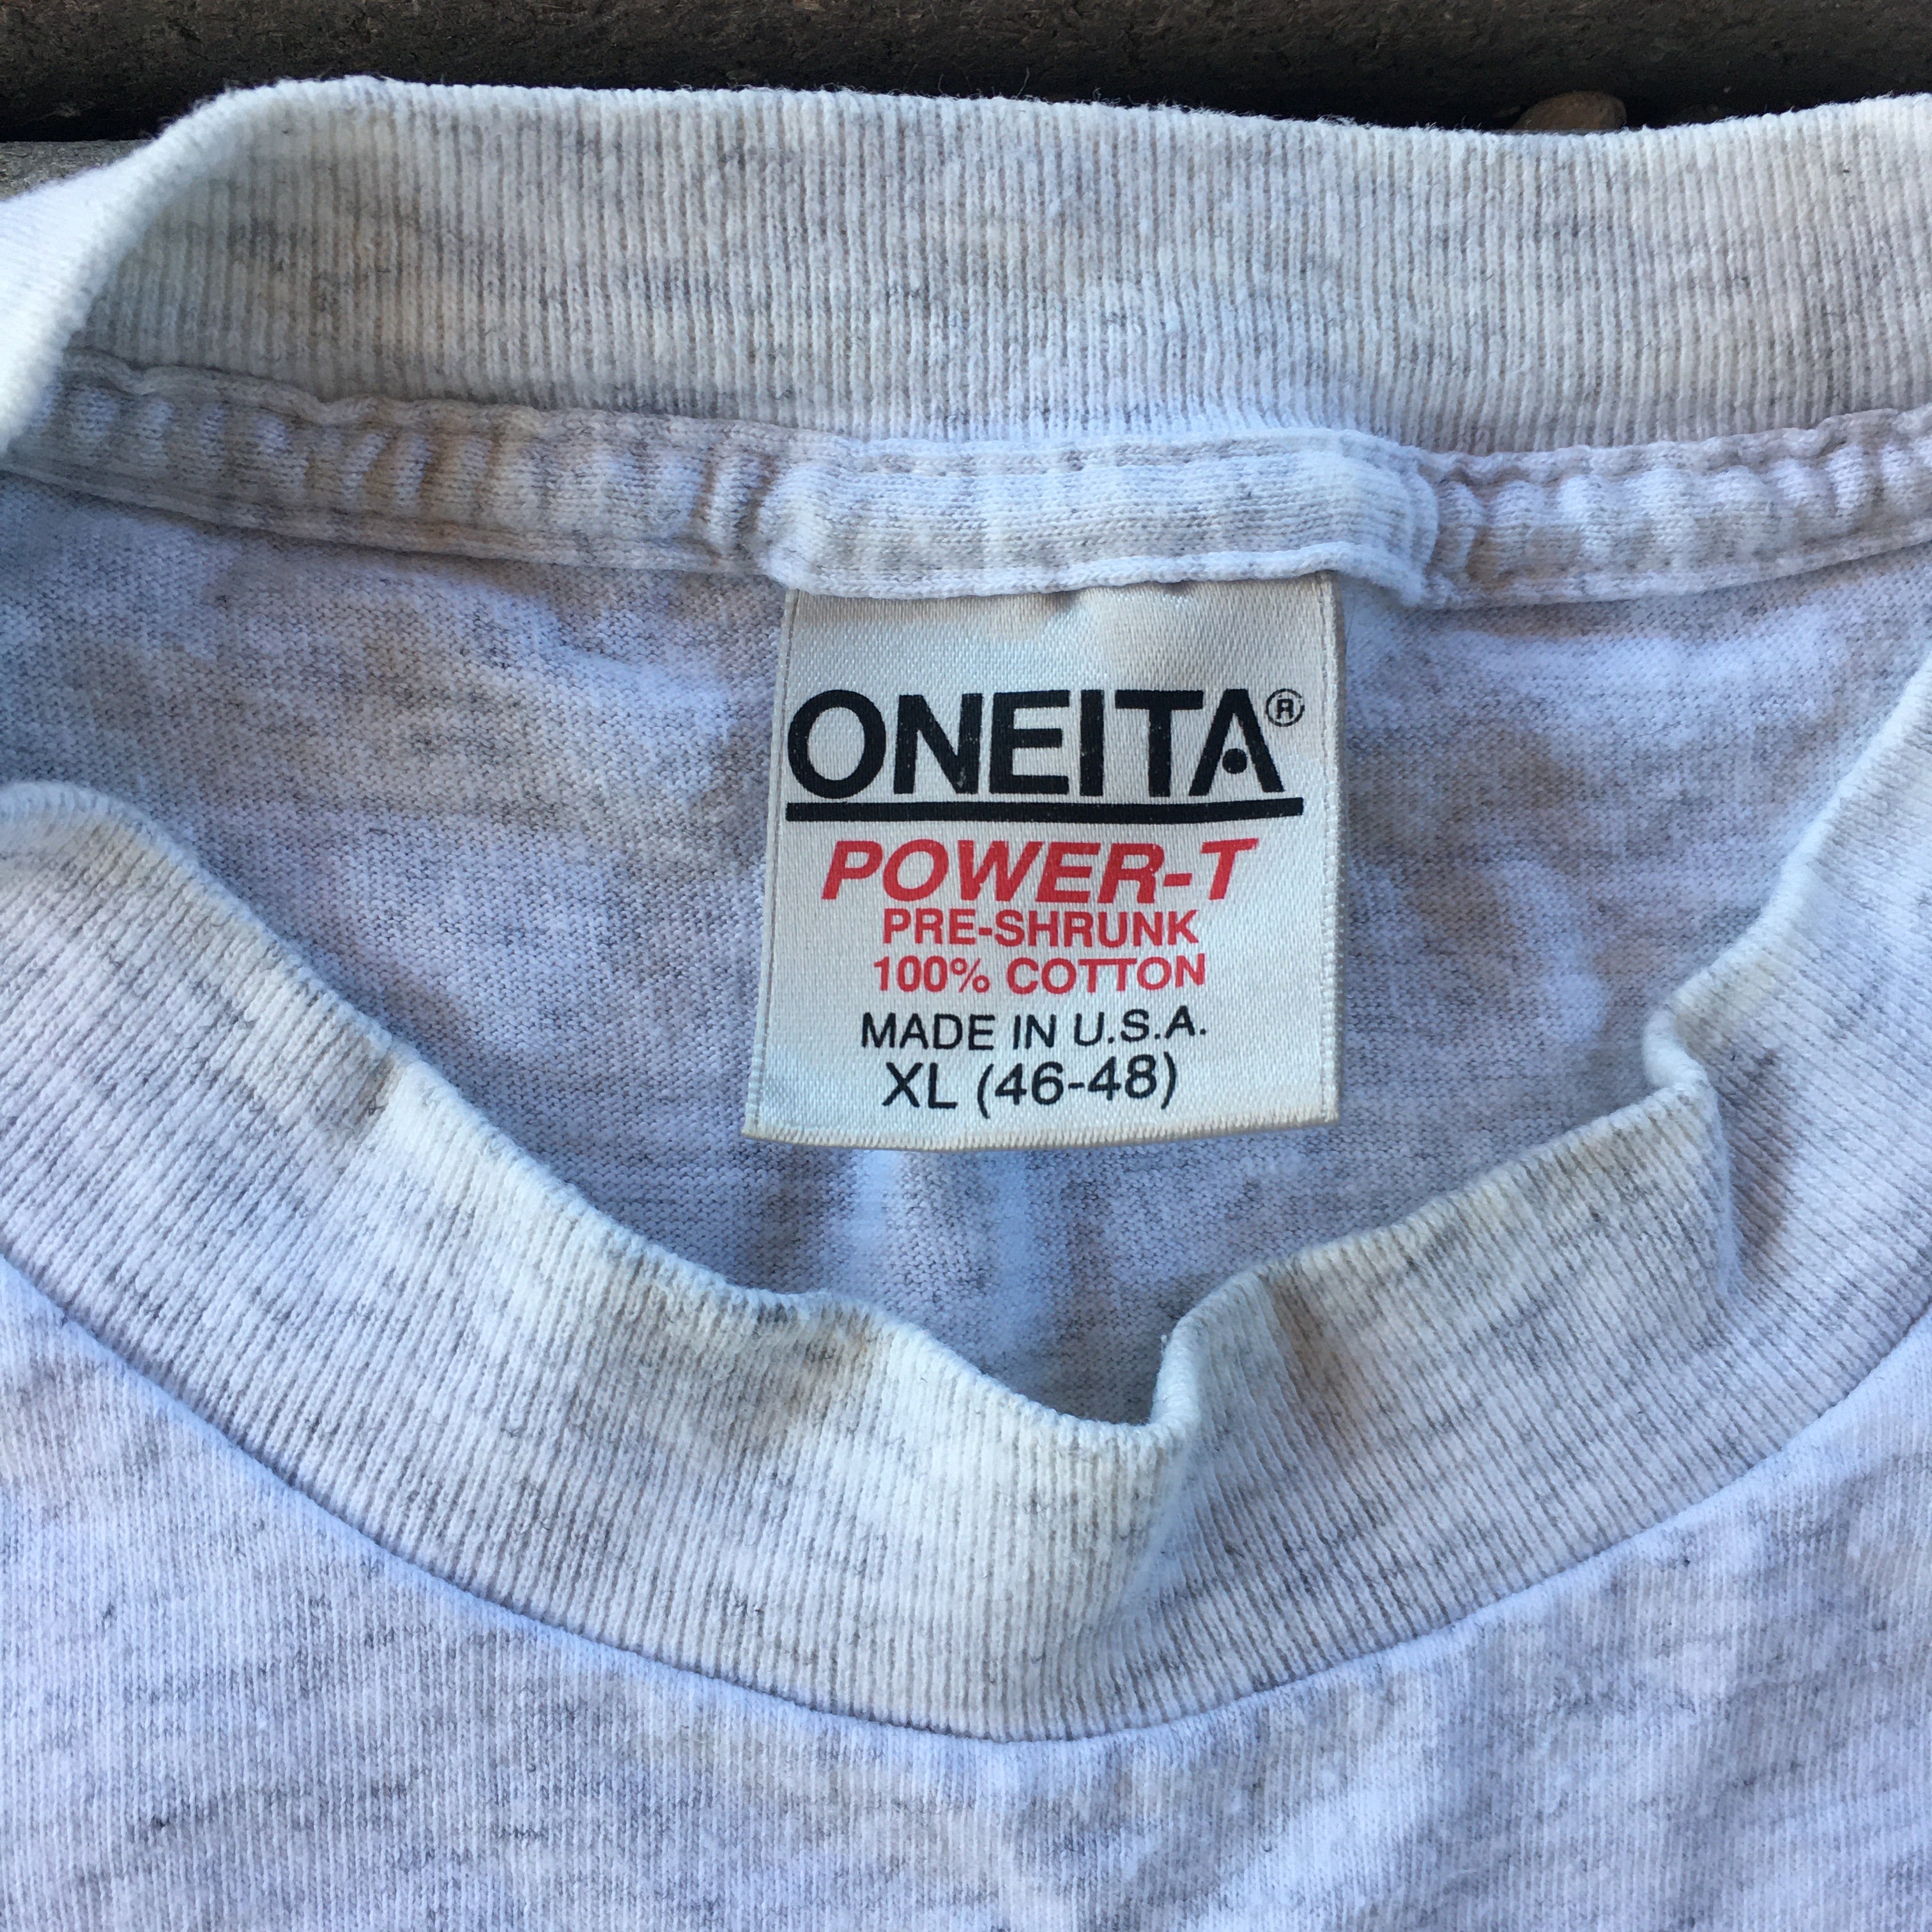 ONEITA®
POWER-T
PRE-SHRUNK
100% COTTON
MADE IN U.S.A.
XL (46-48)